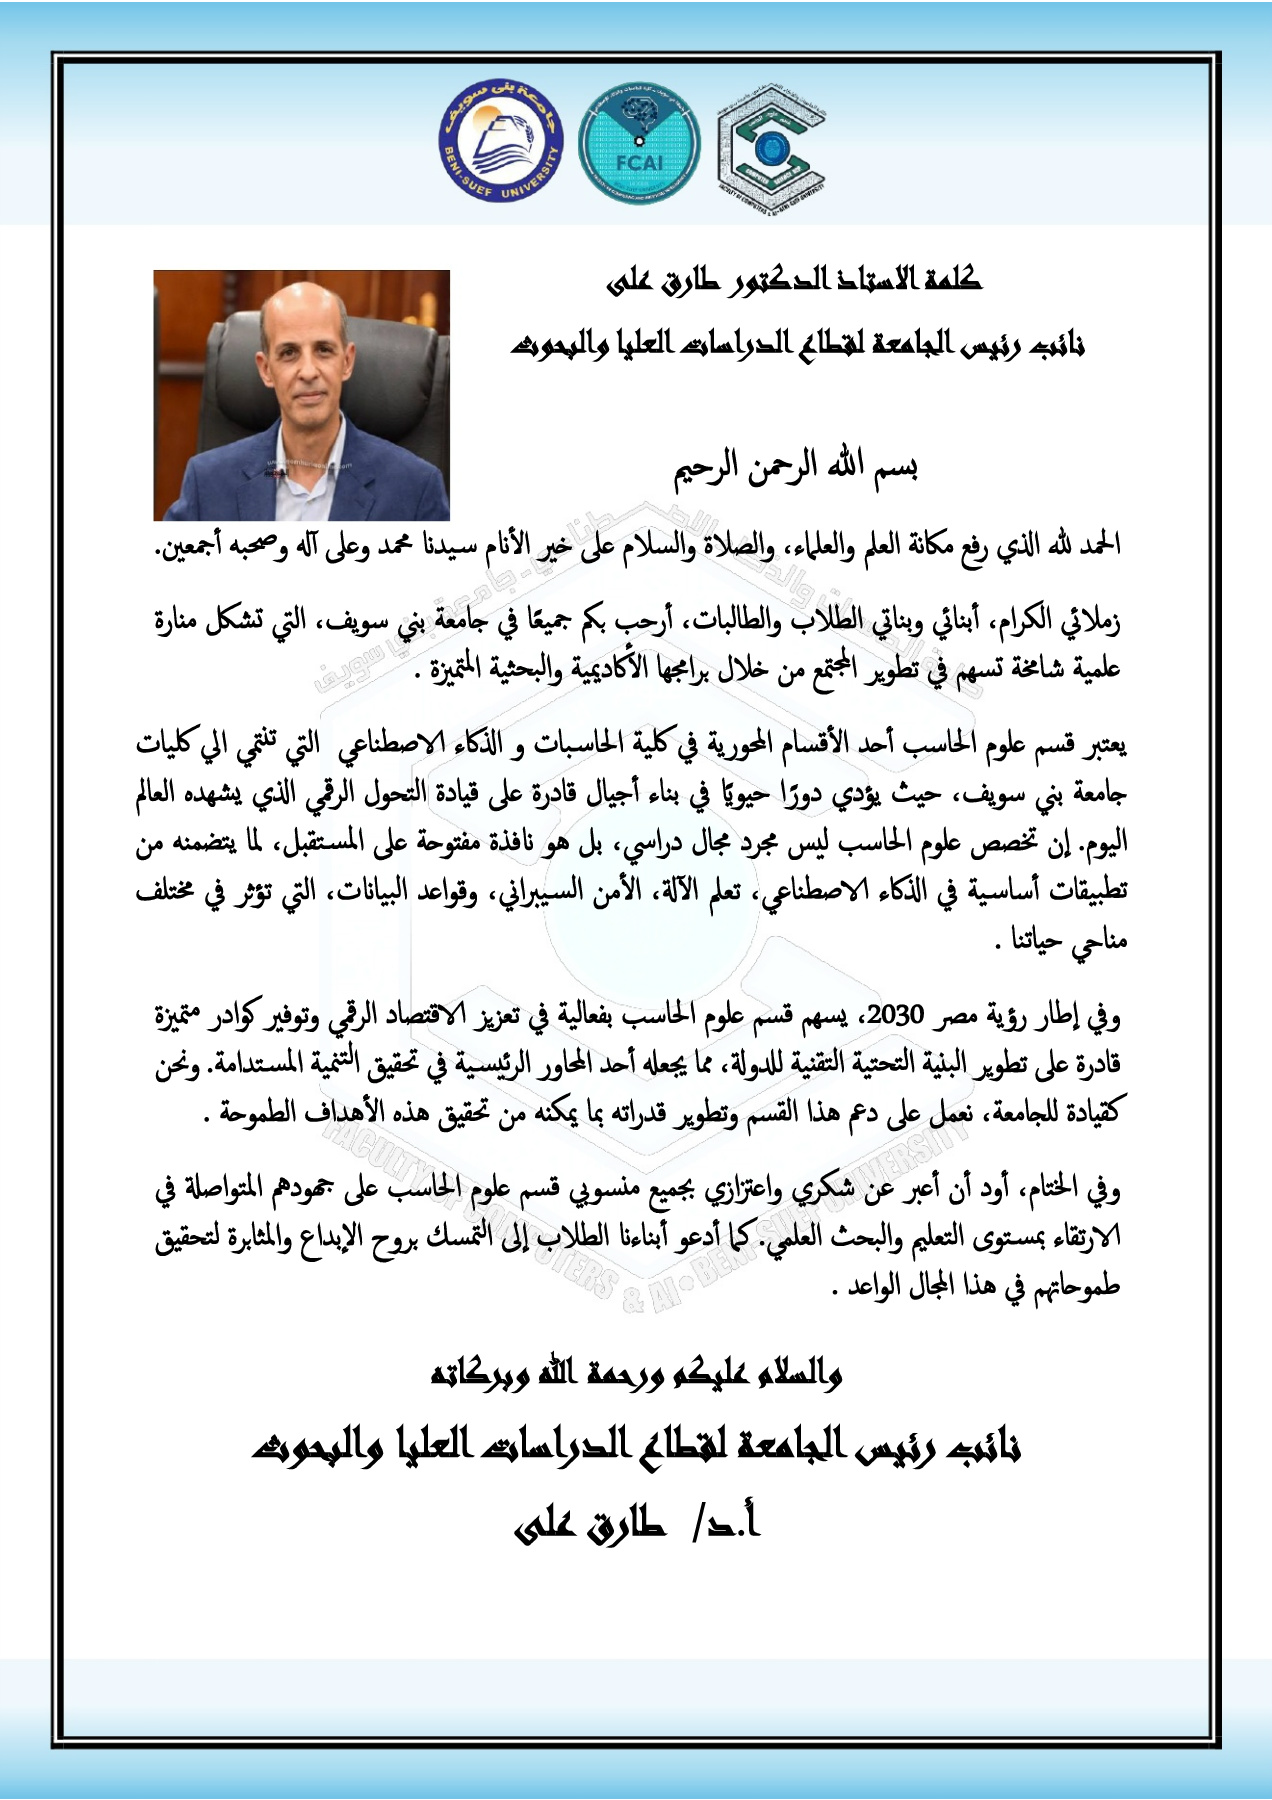 جامعة بنى سويف
BENI-SUEF UNIVERSITY
FCAI
كلمة الاستاذ الدكتور طارق على
نائب رئيس الجامعة لقطاع الدراسات العليا والبحوث
بسم الله الرحمن الرحيم
الحمد لله الذي رفع مكانة العلم والعلماء، والصلاة والسلام على خير الأنام سيدنا محمد وعلى آله وصحبه أجمعين.
زملائي الكرام، أبنائي وبناتي الطلاب والطالبات، أرحب بكم جميعًا في جامعة بني سويف، التي تشكل منارة
علمية شامخة تسهم في تطوير المجتمع من خلال برامجها الأكاديمية والبحثية المتميزة .
يعتبر قسم علوم الحاسب أحد الأقسام المحورية في كلية الحاسبات و الذكاء الاصطناعي التي تنتمي الي كليات
جامعة بني سويف، حيث يؤدي دورًا حيويًا في بناء أجيال قادرة على قيادة التحول الرقمي الذي يشهده العالم
اليوم. إن تخصص علوم الحاسب ليس مجرد مجال دراسي، بل هو نافذة مفتوحة على المستقبل، لما يتضمنه من
تطبيقات أساسية في الذكاء الاصطناعي، تعلم الآلة، الأمن السيبراني، وقواعد البيانات، التي تؤثر في مختلف
مناحي حياتنا .
وفي إطار رؤية مصر 2030، يسهم قسم علوم الحاسب بفعالية في تعزيز الاقتصاد الرقمي وتوفير كوادر متميزة
قادرة على تطوير البنية التحتية التقنية للدولة، مما يجعله أحد المحاور الرئيسية في تحقيق التنمية المستدامة. ونحن
كقيادة للجامعة، نعمل على دعم هذا القسم وتطوير قدراته بما يمكنه من تحقيق هذه الأهداف الطموحة .
وفي الختام، أود أن أعبر عن شكري واعتزازي بجميع منسوبي قسم علوم الحاسب على جهودهم المتواصلة في
الارتقاء بمستوى التعليم والبحث العلمي. كما أدعو أبناءنا الطلاب إلى التمسك بروح الإبداع والمثابرة لتحقيق
طموحاتهم في هذا المجال الواعد .
FACULTY OF COMPUTERS & AI • BENI-SUEF UNIVERSITY
والسلام عليكم ورحمة الله وبركاته
نائب رئيس الجامعة لقطاع الدراسات العليا والبحوث
أ.د/ طارق على